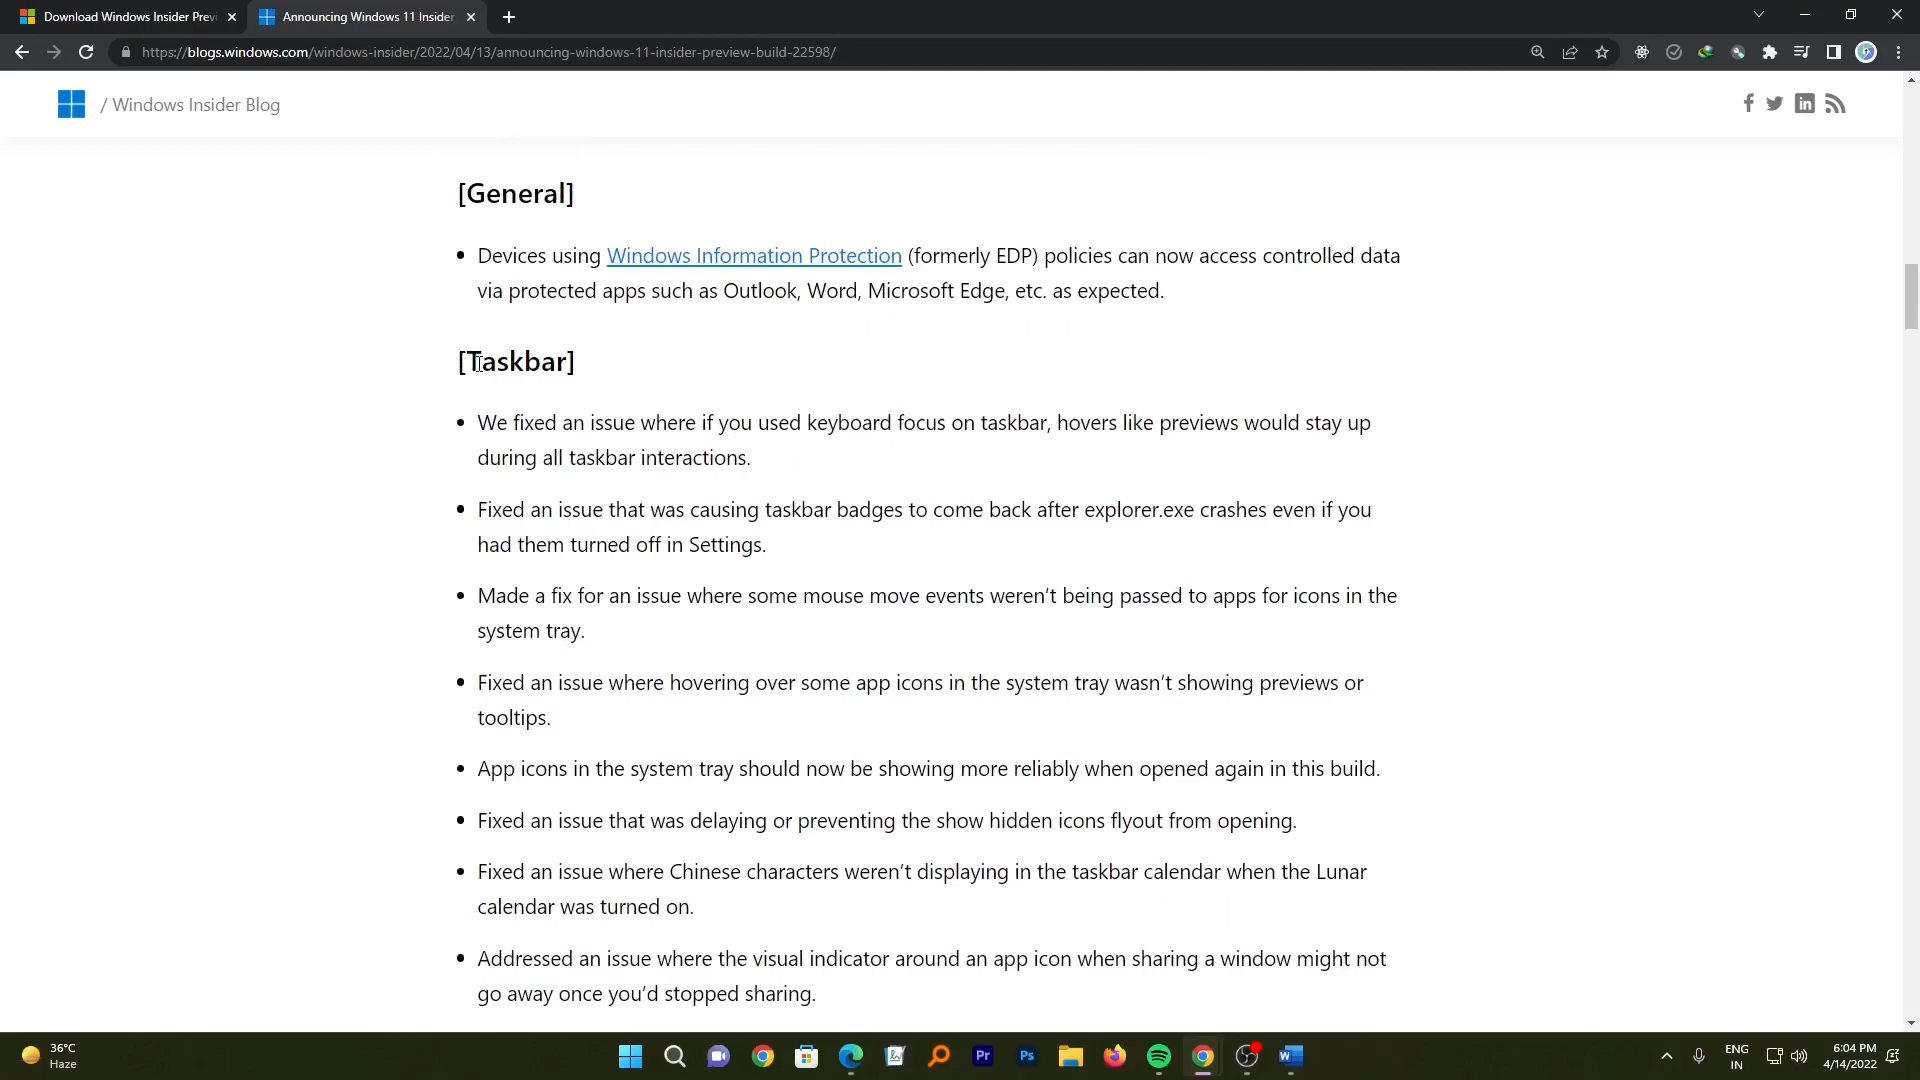 Download Windows Insider Previ
Announcing Windows 11 Insider
https://blogs.windows.com/windows-insider/2022/04/13/announcing-windows-11-insider-preview-build-22598/
/ Windows Insider Blog
[General]
Devices using Windows Information Protection (formerly EDP) policies can now access controlled data
via protected apps such as Outlook, Word, Microsoft Edge, etc. as expected.
[Taskbar]
We fixed an issue where if you used keyboard focus on taskbar, hovers like previews would stay up
during all taskbar interactions.
Fixed an issue that was causing taskbar badges to come back after explorer.exe crashes even if you
had them turned off in Settings.
Made a fix for an issue where some mouse move events weren’t being passed to apps for icons in the
system tray.
Fixed an issue where hovering over some app icons in the system tray wasn’t showing previews or
tooltips.
App icons in the system tray should now be showing more reliably when opened again in this build.
Fixed an issue that was delaying or preventing the show hidden icons flyout from opening.
Fixed an issue where Chinese characters weren’t displaying in the taskbar calendar when the Lunar
calendar was turned on.
Addressed an issue where the visual indicator around an app icon when sharing a window might not
go away once you’d stopped sharing.
36°C
Haze
Pr
Ps
W
ENG
IN
6:04 PM
4/14/2022